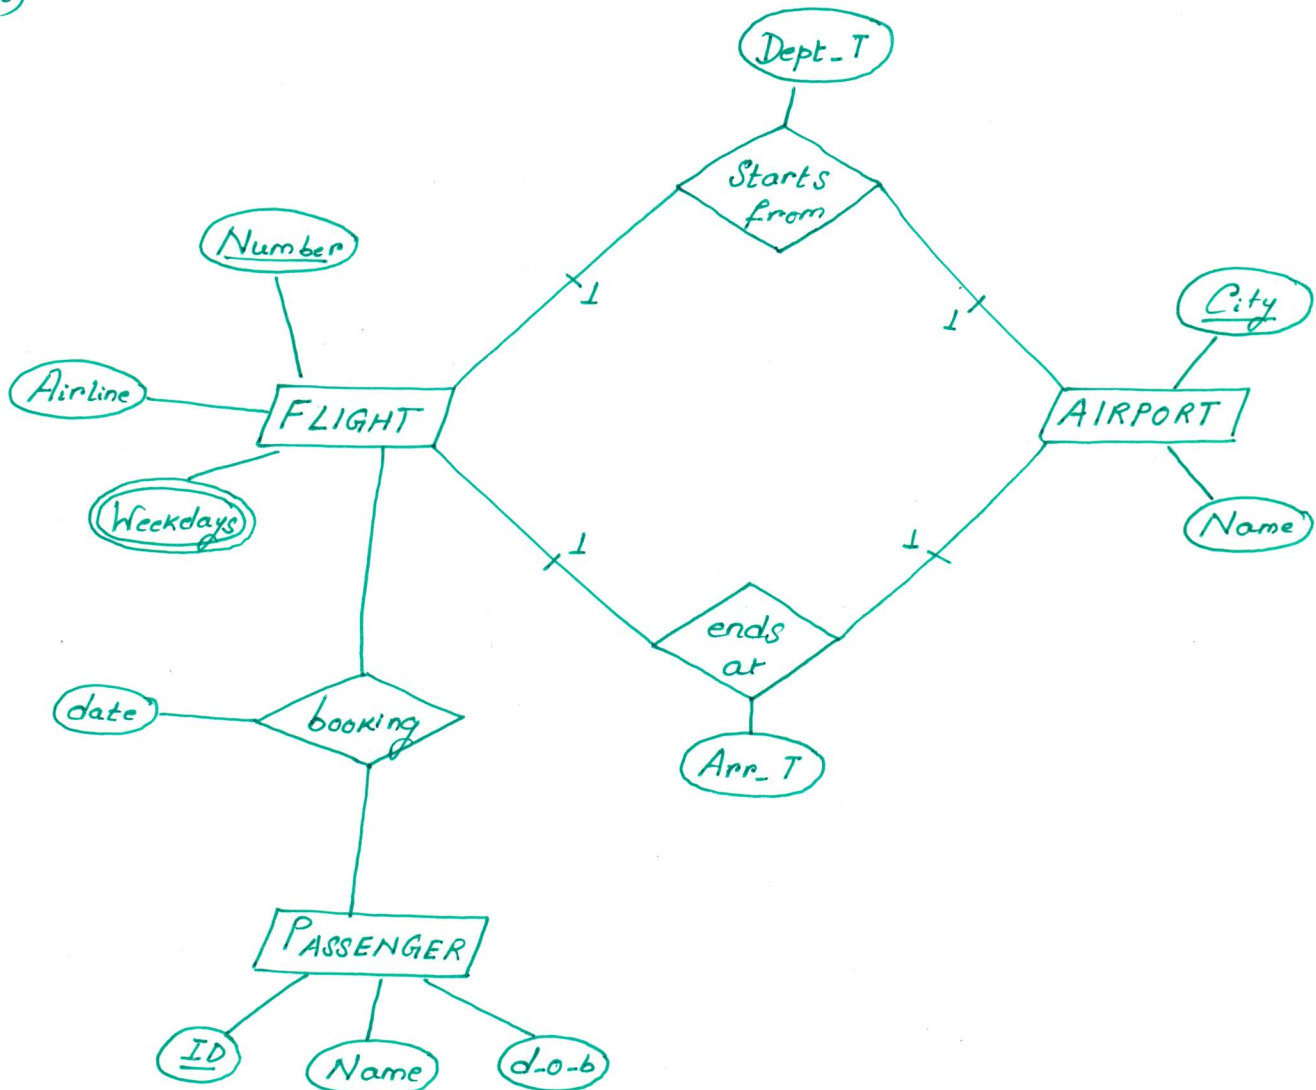 Dept_T
Starts
from
Number
1
1
City
Airline
FLIGHT
AIRPORT
Weekdays
Name
1
1
ends
at
date
booking
Arr_T
PASSENGER
ID
Name
d-o-b